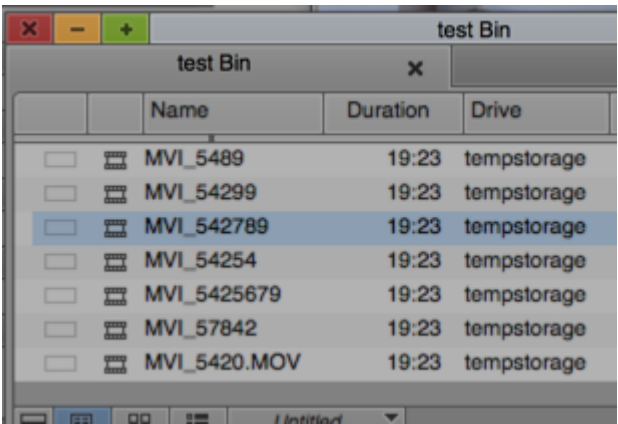 test Bin
test Bin
Name Duration Drive
MVI_5489 19:23 tempstorage
MVI_54299 19:23 tempstorage
MVI_542789 19:23 tempstorage
MVI_54254 19:23 tempstorage
MVI_5425679 19:23 tempstorage
MVI_57842 19:23 tempstorage
MVI_5420.MOV 19:23 tempstorage
Untitled